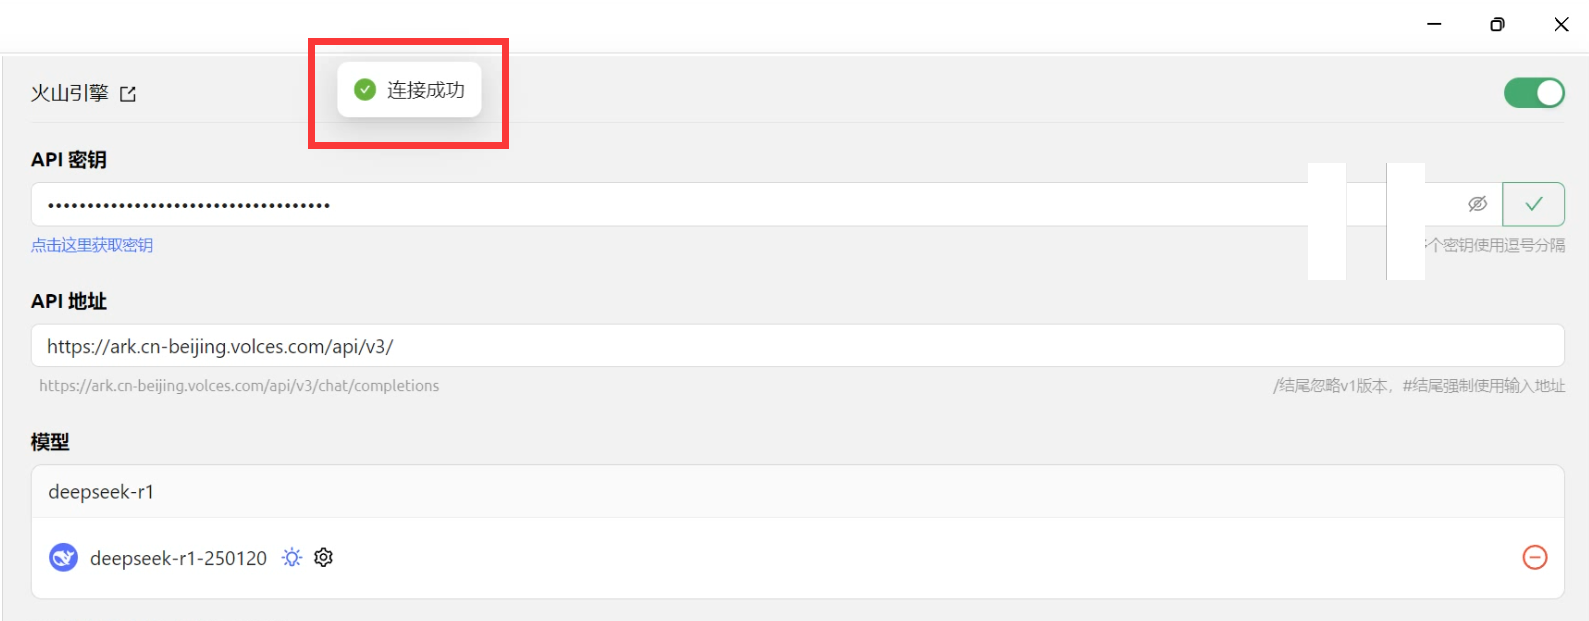 火山引擎
连接成功
API 密钥
••••••••••••••••••••••••••••••••••••
点击这里获取密钥
个密钥使用逗号分隔
API 地址
https://ark.cn-beijing.volces.com/api/v3/
https://ark.cn-beijing.volces.com/api/v3/chat/completions
/结尾忽略v1版本，#结尾强制使用输入地址
模型
deepseek-r1
deepseek-r1-250120